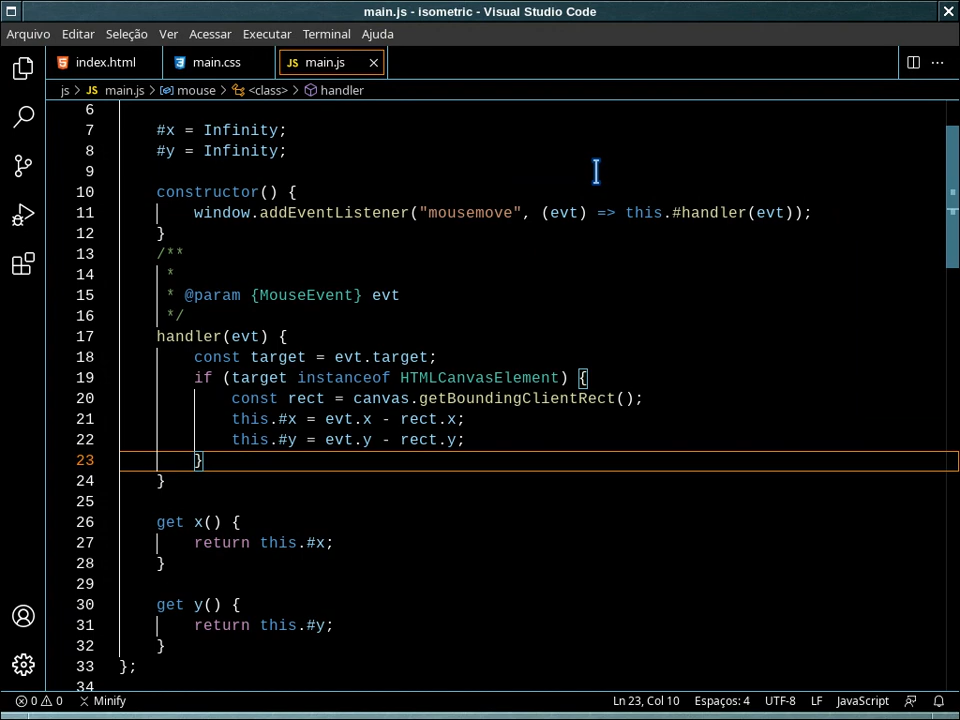 main.js - isometric - Visual Studio Code
Arquivo Editar Seleção Ver Acessar Executar Terminal Ajuda
index.html main.css JS main.js
js > JS main.js > mouse > <class> > handler
6
7 #x = Infinity;
8 #y = Infinity;
9
10 constructor() {
11 window.addEventListener("mousemove", (evt) => this.#handler(evt));
12 }
13 /**
14 *
15 * @param {MouseEvent} evt
16 */
17 handler(evt) {
18 const target = evt.target;
19 if (target instanceof HTMLCanvasElement) {
20 const rect = canvas.getBoundingClientRect();
21 this.#x = evt.x - rect.x;
22 this.#y = evt.y - rect.y;
23 }
24 }
25
26 get x() {
27 return this.#x;
28 }
29
30 get y() {
31 return this.#y;
32 }
33 };
34
0 0 Minify Ln 23, Col 10 Espaços: 4 UTF-8 LF JavaScript